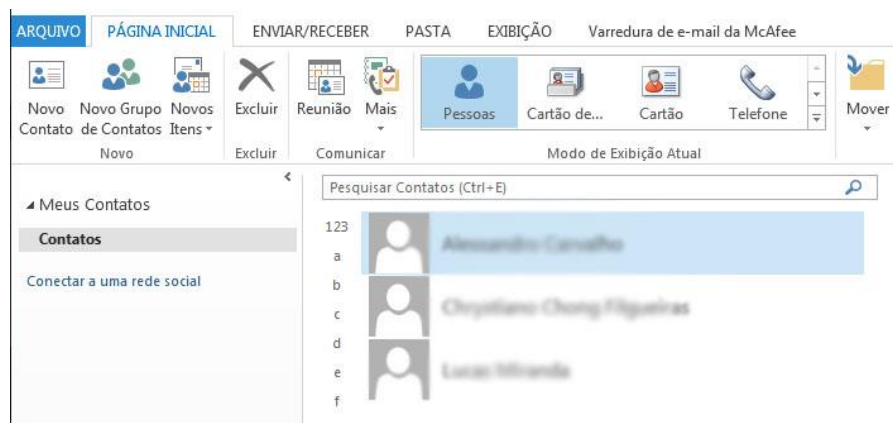 ARQUIVO PÁGINA INICIAL ENVIAR/RECEBER PASTA EXIBIÇÃO Varredura de e-mail da McAfee
Novo Novo Grupo Novos Excluir Reunião Mais Pessoas Cartão de... Cartão Telefone Mover
Contato de Contatos Itens
Novo Excluir Comunicar Modo de Exibição Atual
Pesquisar Contatos (Ctrl+E)
Meus Contatos
123
Contatos
a
Conectar a uma rede social
b
c
d
e
f